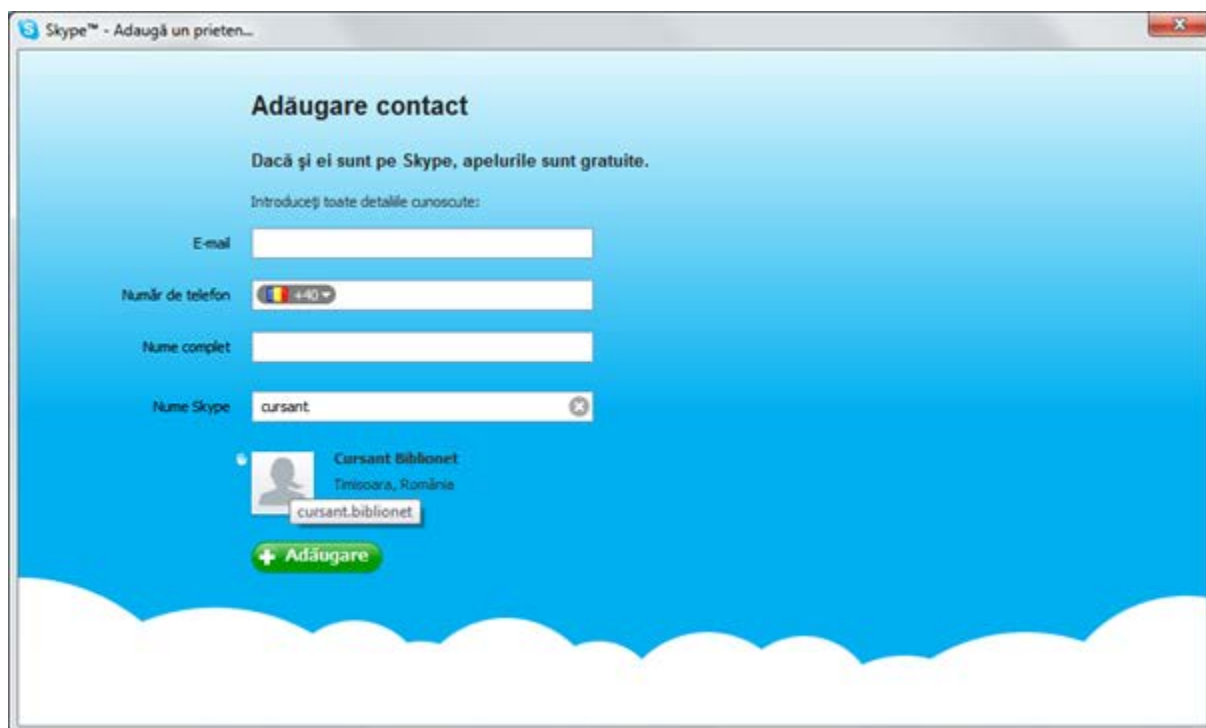 Skype™ - Adaugă un prieten...
Adăugare contact
Dacă şi ei sunt pe Skype, apelurile sunt gratuite.
Introduceţi toate detaliile cunoscute:
E-mail
Număr de telefon +40
Nume complet
Nume Skype cursant
Cursant Biblionet
Timisoara, România
cursant.biblionet
Adăugare